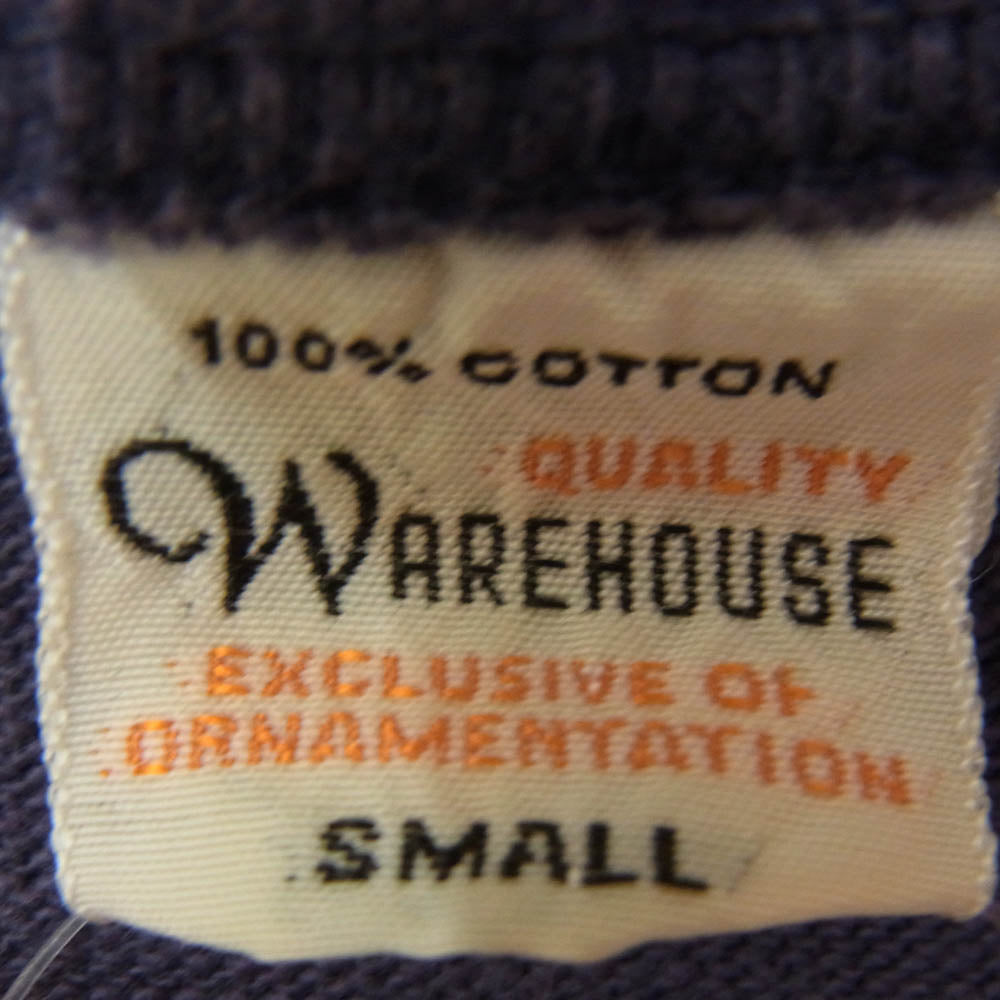 100% COTTON
QUALITY
WAREHOUSE
EXCLUSIVE OF
ORNAMENTATION
SMALL